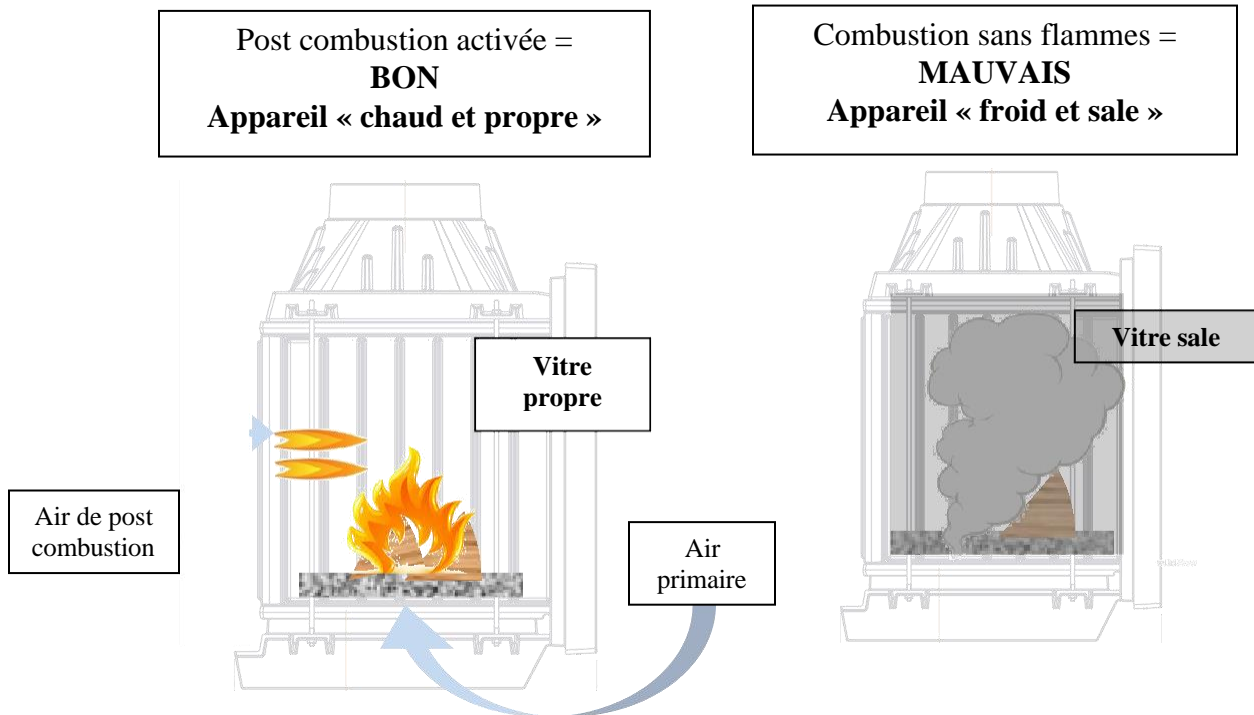 Post combustion activée =
BON
Appareil « chaud et propre »
Combustion sans flammes =
MAUVAIS
Appareil « froid et sale »
Vitre
propre
Vitre sale
Air de post
combustion
Air
primaire